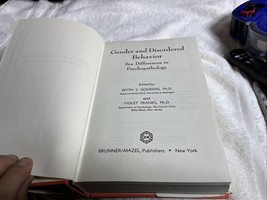 Gender and Disordered
Behavior
Sex Differences in
Psychopathology
Edited by
EDITH S. GOMBERG, Ph.D.
and
VIOLET FRANKS, Ph.D.
BRUNNER/MAZEL, Publishers • New York